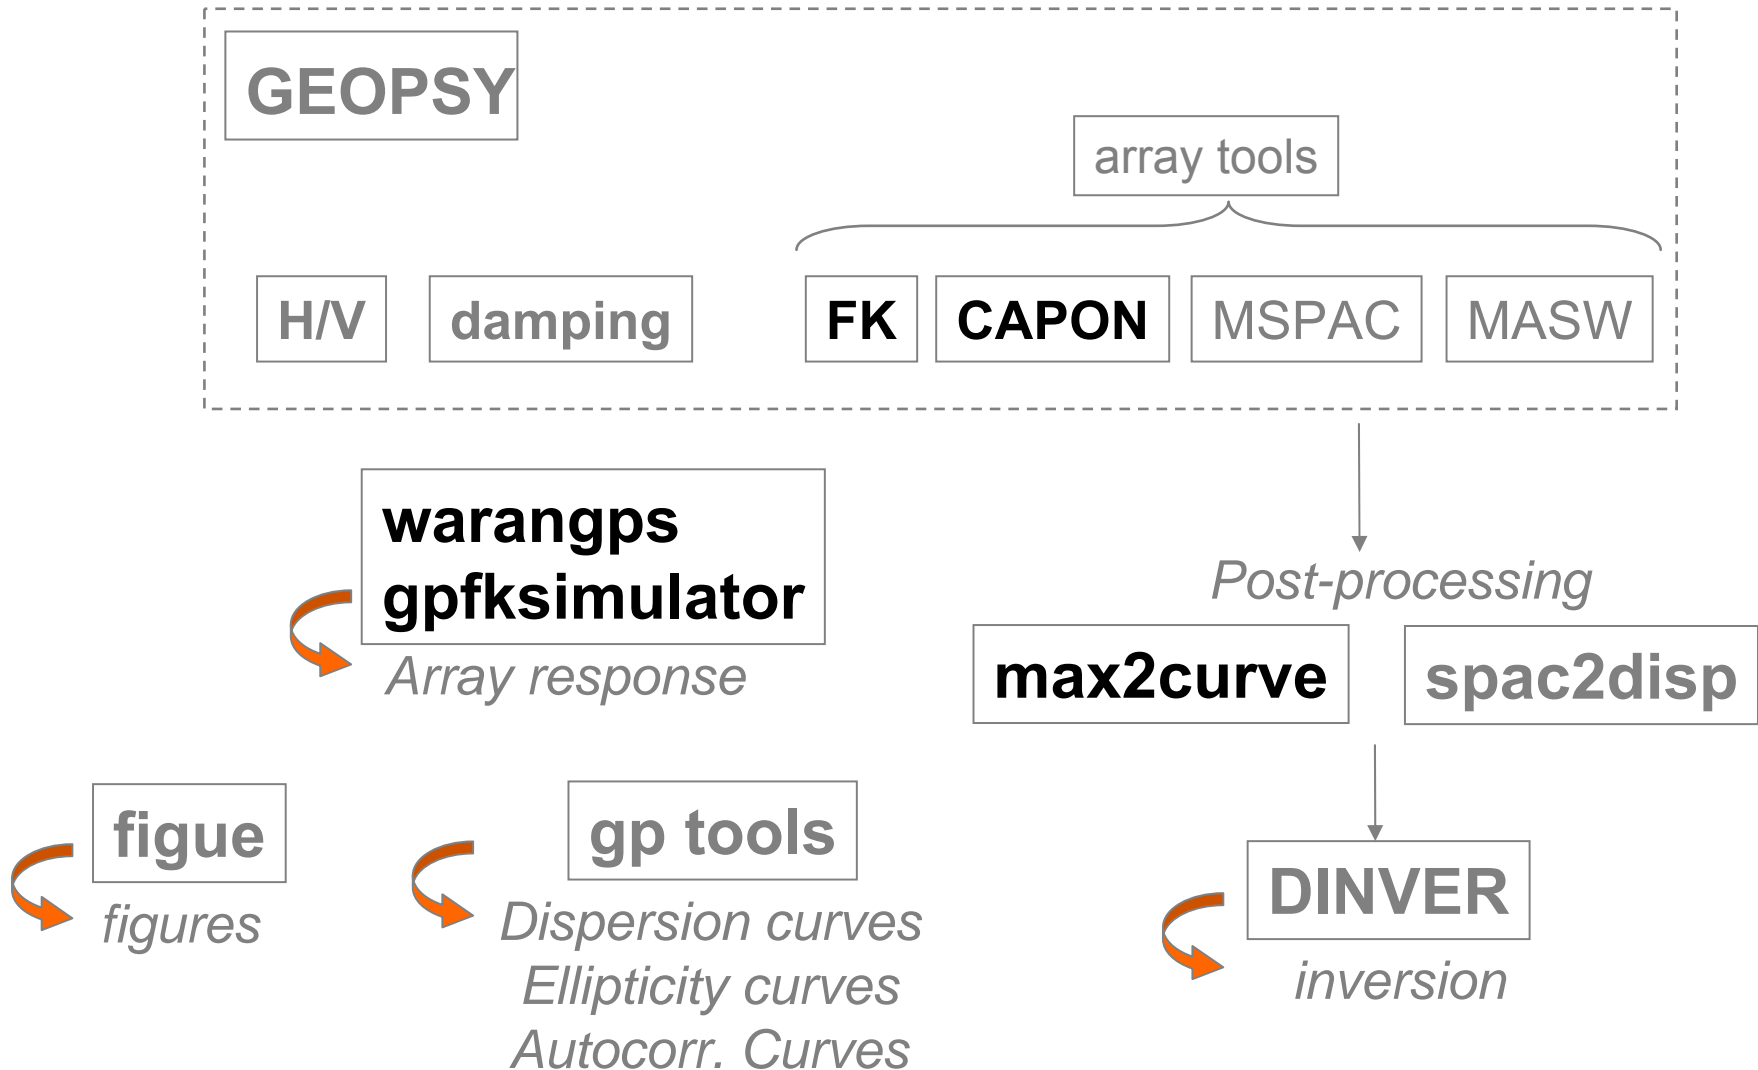 GEOPSY
array tools
H/V
damping
FK
CAPON
MSPAC
MASW
warangps
gpfksimulator
Array response
Post-processing
max2curve
spac2disp
figue
figures
gp tools
Dispersion curves
Ellipticity curves
Autocorr. Curves
DINVER
inversion